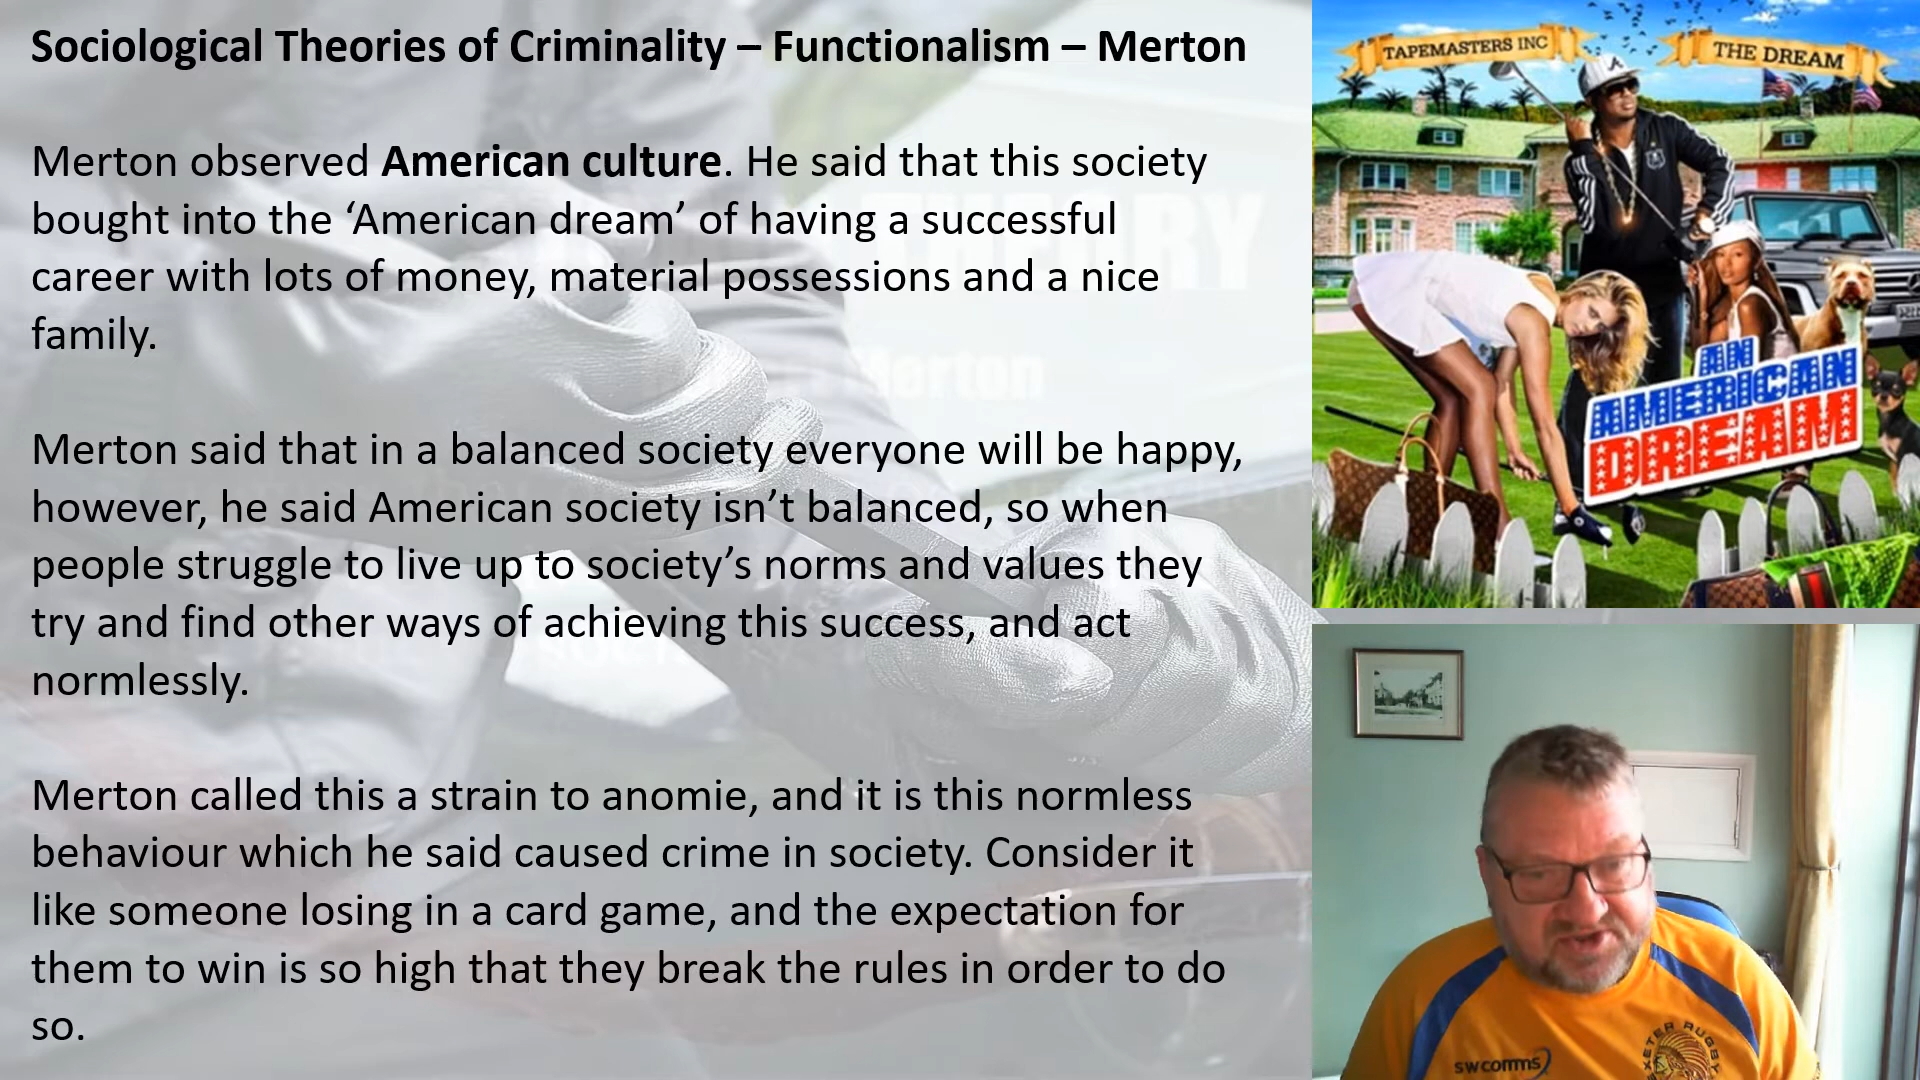 Sociological Theories of Criminality – Functionalism – Merton
Merton observed American culture. He said that this society
bought into the ‘American dream’ of having a successful
career with lots of money, material possessions and a nice
family.
Merton said that in a balanced society everyone will be happy,
however, he said American society isn’t balanced, so when
people struggle to live up to society’s norms and values they
try and find other ways of achieving this success, and act
normlessly.
Merton called this a strain to anomie, and it is this normless
behaviour which he said caused crime in society. Consider it
like someone losing in a card game, and the expectation for
them to win is so high that they break the rules in order to do
so.
TAPEMASTERS INC
THE DREAM
AN
AMERICAN
DREAM
swcomms
EXETER RUGBY
Merton